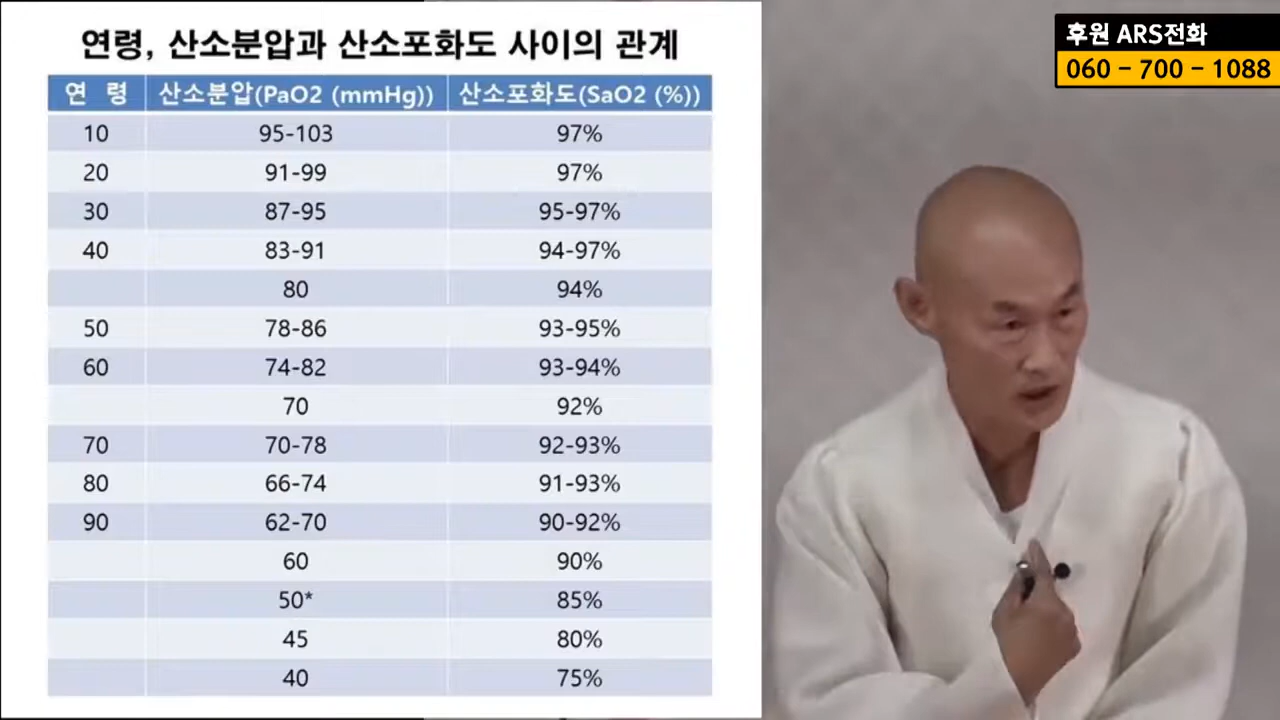 연령, 산소분압과 산소포화도 사이의 관계
연 령 산소분압(PaO2 (mmHg)) 산소포화도(SaO2 (%))
10 95-103 97%
20 91-99 97%
30 87-95 95-97%
40 83-91 94-97%
80 94%
50 78-86 93-95%
60 74-82 93-94%
70 92%
70 70-78 92-93%
80 66-74 91-93%
90 62-70 90-92%
60 90%
50* 85%
45 80%
40 75%
후원 ARS전화
060 - 700 - 1088